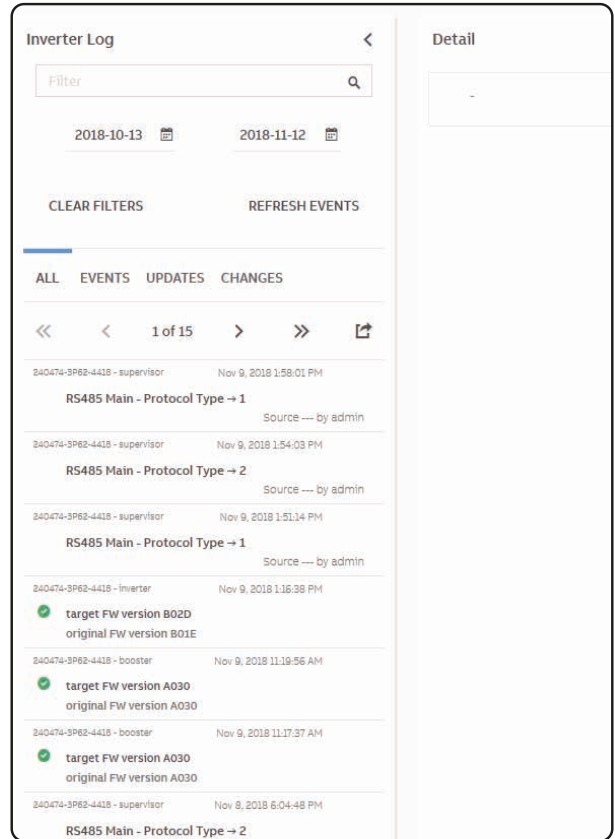 Inverter Log
Filter
2018-10-13 2018-11-12
CLEAR FILTERS REFRESH EVENTS
ALL EVENTS UPDATES CHANGES
1 of 15
240474-3P62-4418 - supervisor Nov 9, 2018 1:58:01 PM
RS485 Main - Protocol Type → 1
Source --- by admin
240474-3P62-4418 - supervisor Nov 9, 2018 1:54:03 PM
RS485 Main - Protocol Type → 2
Source --- by admin
240474-3P62-4418 - supervisor Nov 9, 2018 1:51:14 PM
RS485 Main - Protocol Type → 1
Source --- by admin
240474-3P62-4418 - inverter Nov 9, 2018 1:16:38 PM
target FW version B02D
original FW version B01E
240474-3P62-4418 - booster Nov 9, 2018 11:19:56 AM
target FW version A030
original FW version A030
240474-3P62-4418 - booster Nov 9, 2018 11:17:37 AM
target FW version A030
original FW version A030
240474-3P62-4418 - supervisor Nov 8, 2018 6:04:48 PM
RS485 Main - Protocol Type → 2
Detail
-